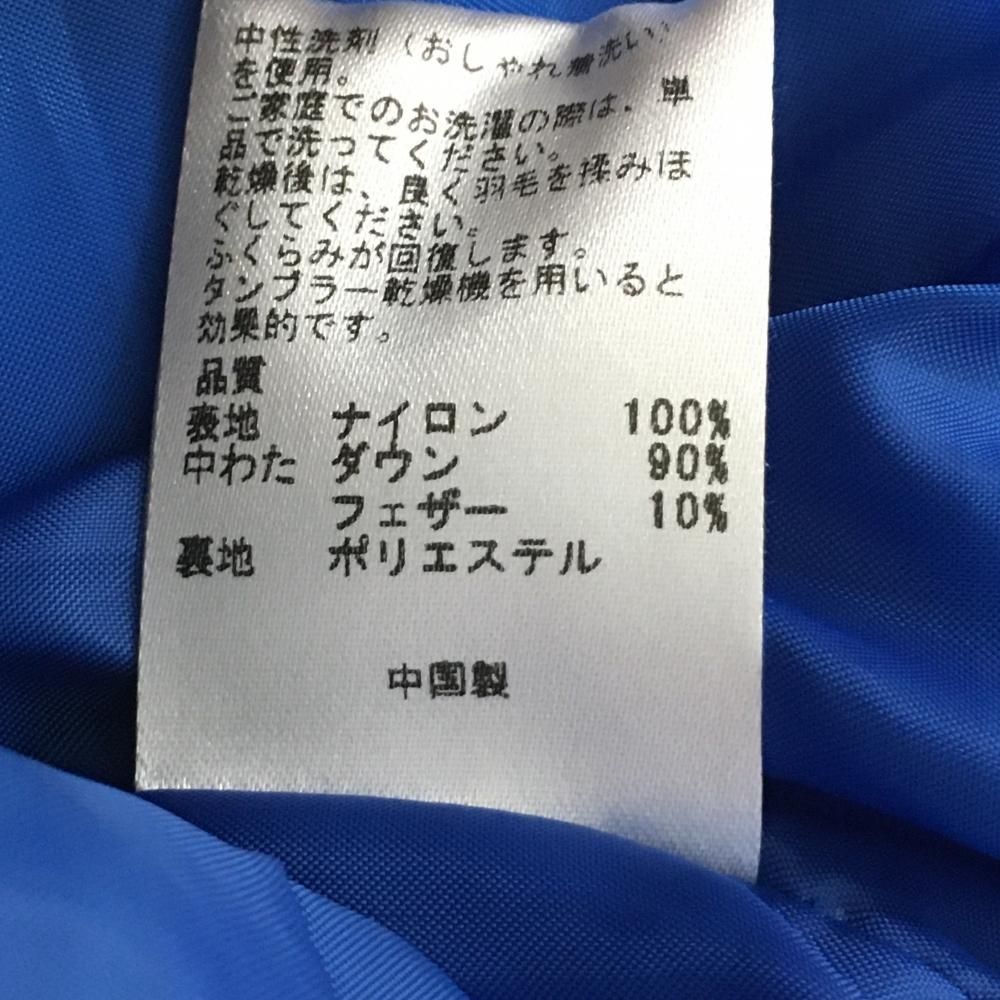 中性洗剤（おしゃれ着洗い）
を使用。
ご家庭でのお洗濯の際は、単
品で洗ってください。
乾燥後は、良く羽毛を揉みほ
ぐしてください。
ふくらみが回復します。
タンブラー乾燥機を用いると
効果的です。
品質
表地 ナイロン 100%
中わた ダウン 90%
フェザー 10%
裏地 ポリエステル
中国製